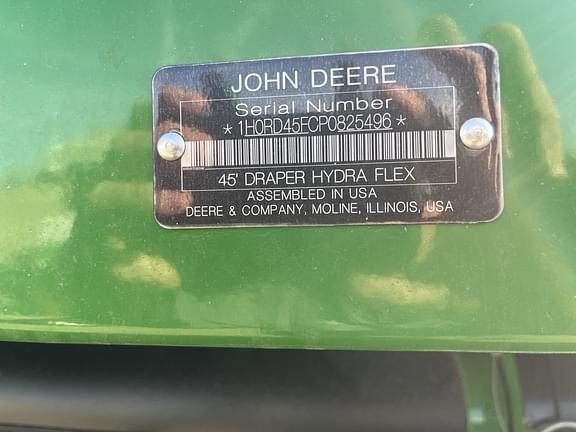 JOHN DEERE
Serial Number
*1H0RD45FCP0825496*
45' DRAPER HYDRA FLEX
ASSEMBLED IN USA
DEERE & COMPANY, MOLINE, ILLINOIS, USA